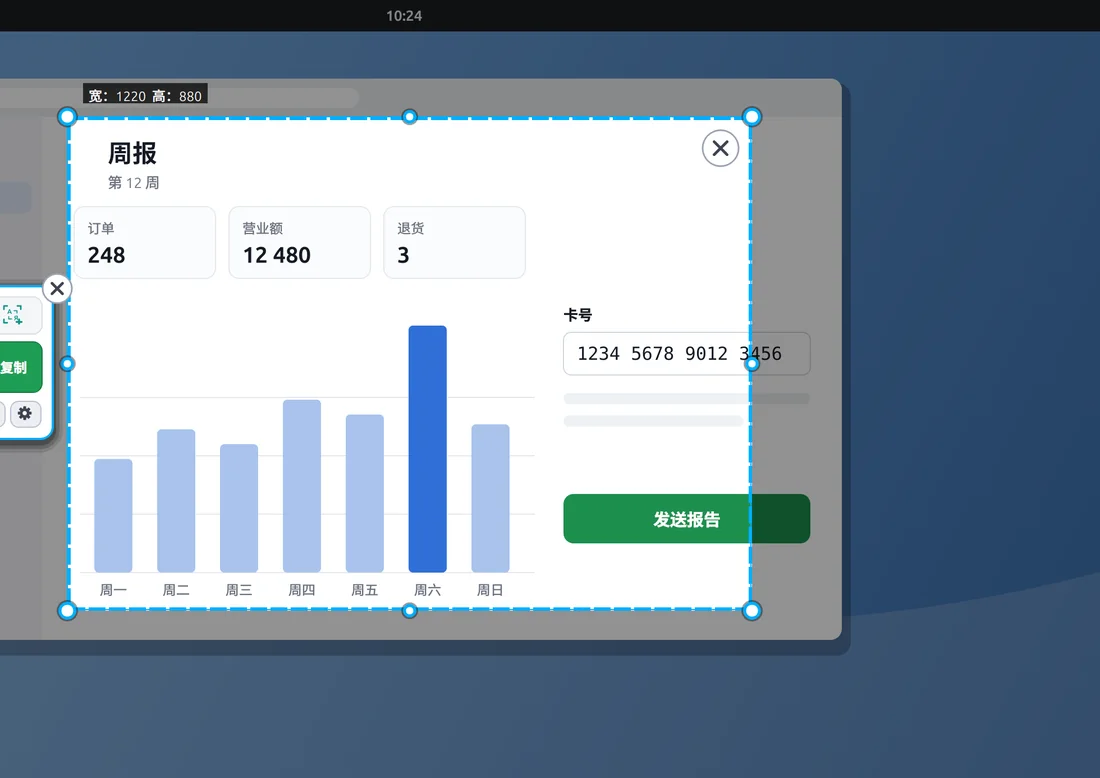 10:24
宽：1220 高：880
周报
第 12 周
订单
248
营业额
12 480
退货
3
复制
卡号
1234 5678 9012 3456
发送报告
周一 周二 周三 周四 周五 周六 周日